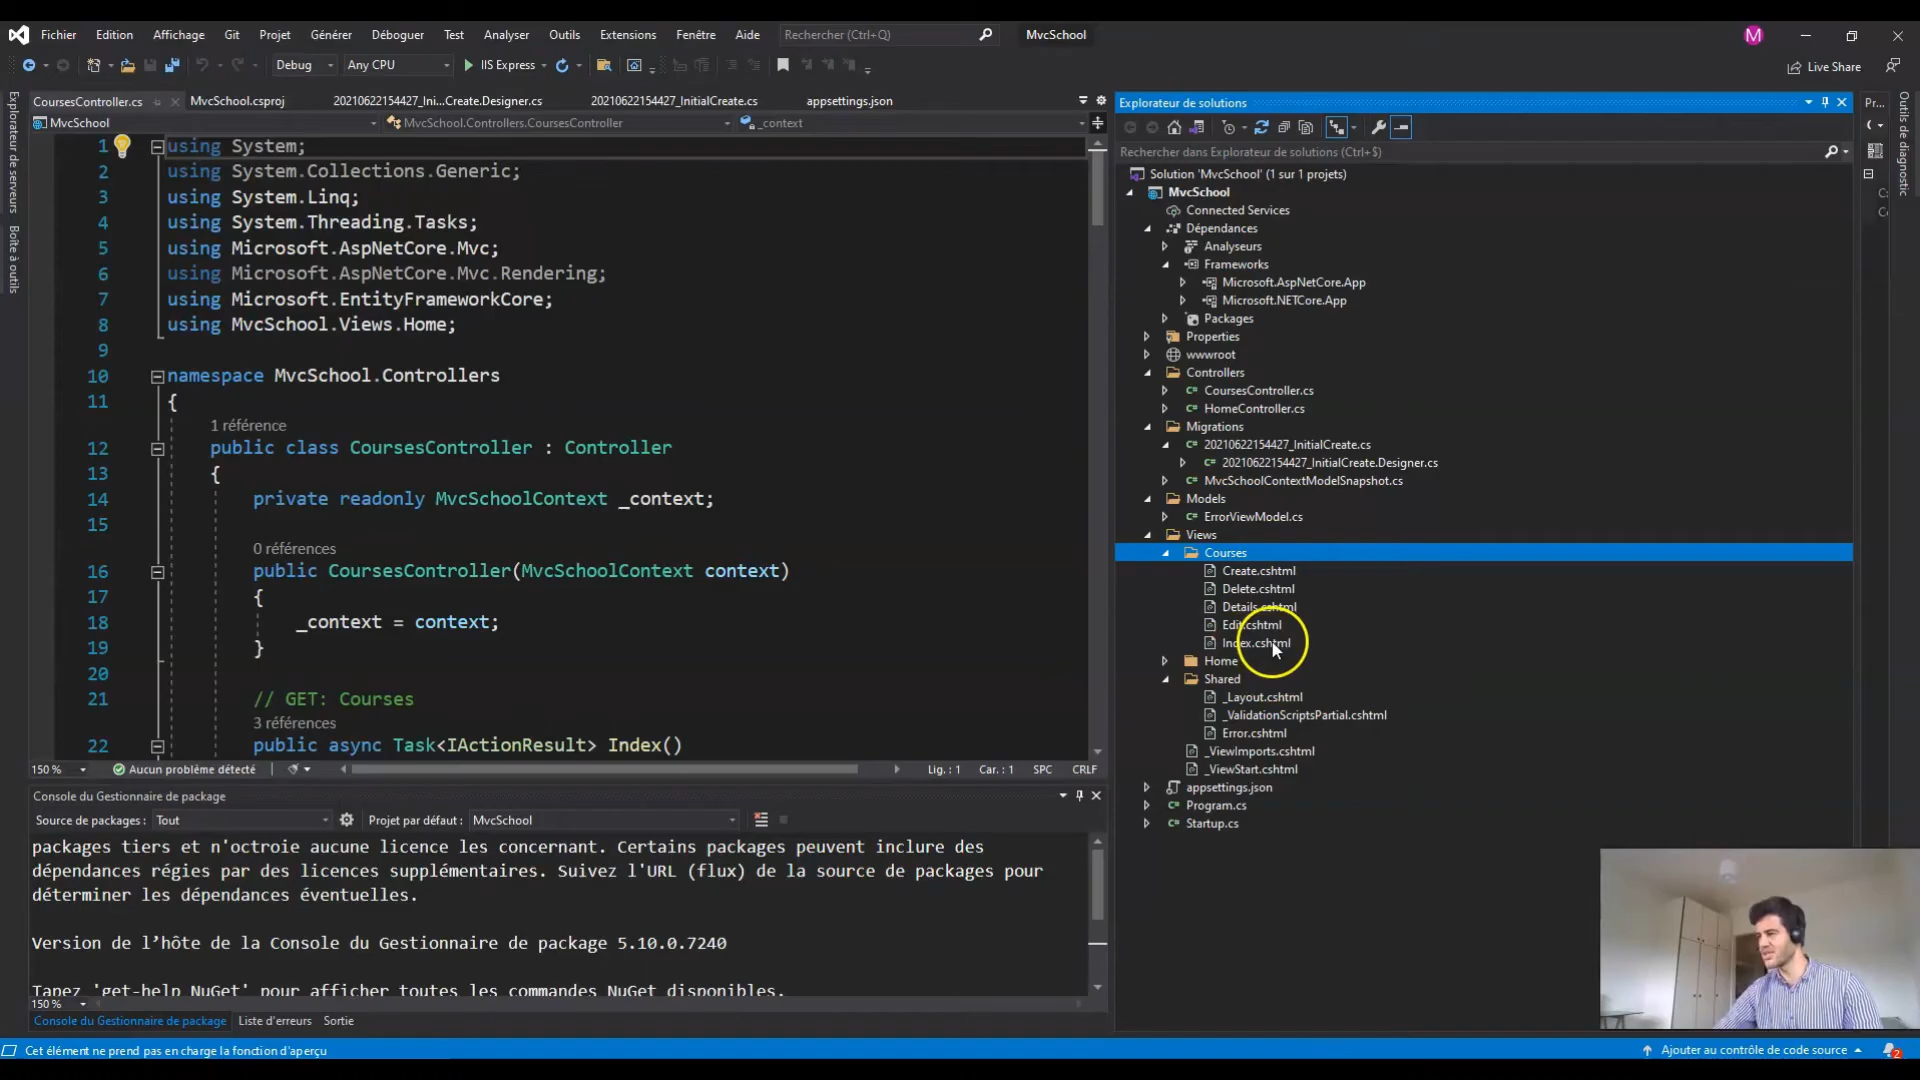 Fichier Edition Affichage Git Projet Générer Déboguer Test Analyser Outils Extensions Fenêtre Aide Rechercher (Ctrl+Q) MvcSchool M
Debug Any CPU IIS Express Live Share
Explorateur de serveurs
Boîte à outils
CoursesController.cs MvcSchool.csproj 20210622154427_Ini...Create.Designer.cs 20210622154427_InitialCreate.cs appsettings.json
MvcSchool MvcSchool.Controllers.CoursesController _context
1 using System;
2 using System.Collections.Generic;
3 using System.Linq;
4 using System.Threading.Tasks;
5 using Microsoft.AspNetCore.Mvc;
6 using Microsoft.AspNetCore.Mvc.Rendering;
7 using Microsoft.EntityFrameworkCore;
8 using MvcSchool.Views.Home;
9
10 namespace MvcSchool.Controllers
11 {
1 référence
12 public class CoursesController : Controller
13 {
14 private readonly MvcSchoolContext _context;
15
0 références
16 public CoursesController(MvcSchoolContext context)
17 {
18 _context = context;
19 }
20
21 // GET: Courses
3 références
22 public async Task<IActionResult> Index()
150 % Aucun problème détecté Lig. : 1 Car. : 1 SPC CRLF
Console du Gestionnaire de package
Source de packages : Tout Projet par défaut : MvcSchool
packages tiers et n'octroie aucune licence les concernant. Certains packages peuvent inclure des
dépendances régies par des licences supplémentaires. Suivez l'URL (flux) de la source de packages pour
déterminer les dépendances éventuelles.
Version de l’hôte de la Console du Gestionnaire de package 5.10.0.7240
Tapez 'get-help NuGet' pour afficher toutes les commandes NuGet disponibles.
150 %
Console du Gestionnaire de package Liste d'erreurs Sortie
Explorateur de solutions
Rechercher dans Explorateur de solutions (Ctrl+$)
Solution 'MvcSchool' (1 sur 1 projets)
MvcSchool
Connected Services
Dépendances
Analyseurs
Frameworks
Microsoft.AspNetCore.App
Microsoft.NETCore.App
Packages
Properties
wwwroot
Controllers
CoursesController.cs
HomeController.cs
Migrations
20210622154427_InitialCreate.cs
20210622154427_InitialCreate.Designer.cs
MvcSchoolContextModelSnapshot.cs
Models
ErrorViewModel.cs
Views
Courses
Create.cshtml
Delete.cshtml
Details.cshtml
Edit.cshtml
Index.cshtml
Home
Shared
_Layout.cshtml
_ValidationScriptsPartial.cshtml
Error.cshtml
_ViewImports.cshtml
_ViewStart.cshtml
appsettings.json
Program.cs
Startup.cs
Pr...
Outils de diagnostic
Cet élément ne prend pas en charge la fonction d'aperçu Ajouter au contrôle de code source 2